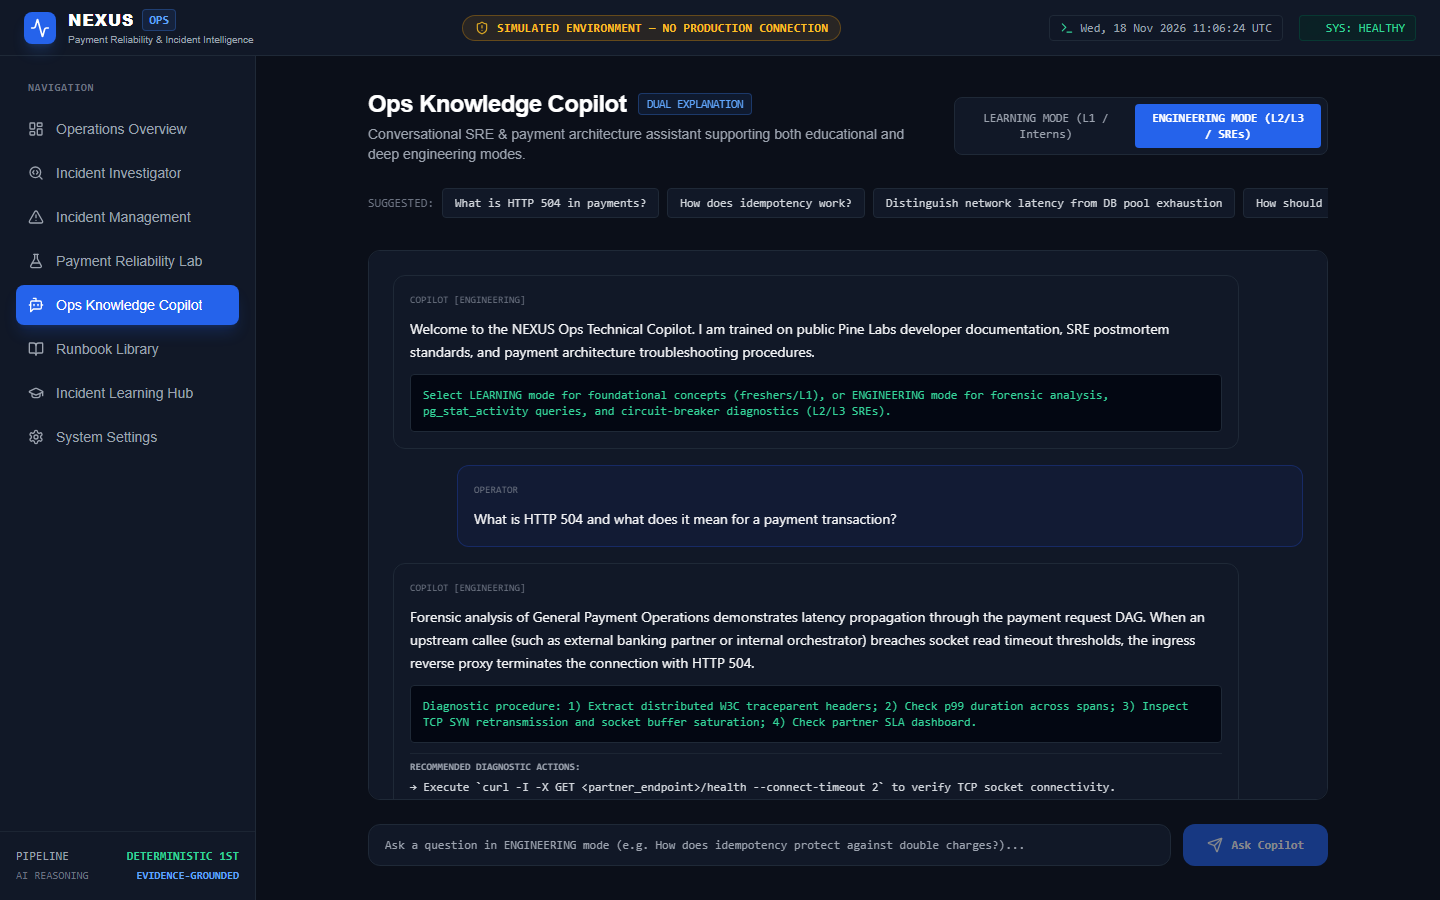 NEXUS OPS
Payment Reliability & Incident Intelligence
SIMULATED ENVIRONMENT — NO PRODUCTION CONNECTION
Wed, 18 Nov 2026 11:06:24 UTC
SYS: HEALTHY
NAVIGATION
Operations Overview
Incident Investigator
Incident Management
Payment Reliability Lab
Ops Knowledge Copilot
Runbook Library
Incident Learning Hub
System Settings
PIPELINE DETERMINISTIC 1ST
AI REASONING EVIDENCE-GROUNDED
Ops Knowledge Copilot DUAL EXPLANATION
Conversational SRE & payment architecture assistant supporting both educational and
deep engineering modes.
LEARNING MODE (L1 /
Interns)
ENGINEERING MODE (L2/L3
/ SREs)
SUGGESTED: What is HTTP 504 in payments? How does idempotency work? Distinguish network latency from DB pool exhaustion How should
COPILOT [ENGINEERING]
Welcome to the NEXUS Ops Technical Copilot. I am trained on public Pine Labs developer documentation, SRE postmortem
standards, and payment architecture troubleshooting procedures.
Select LEARNING mode for foundational concepts (freshers/L1), or ENGINEERING mode for forensic analysis,
pg_stat_activity queries, and circuit-breaker diagnostics (L2/L3 SREs).
OPERATOR
What is HTTP 504 and what does it mean for a payment transaction?
COPILOT [ENGINEERING]
Forensic analysis of General Payment Operations demonstrates latency propagation through the payment request DAG. When an
upstream callee (such as external banking partner or internal orchestrator) breaches socket read timeout thresholds, the ingress
reverse proxy terminates the connection with HTTP 504.
Diagnostic procedure: 1) Extract distributed W3C traceparent headers; 2) Check p99 duration across spans; 3) Inspect
TCP SYN retransmission and socket buffer saturation; 4) Check partner SLA dashboard.
RECOMMENDED DIAGNOSTIC ACTIONS:
→ Execute `curl -I -X GET <partner_endpoint>/health --connect-timeout 2` to verify TCP socket connectivity.
Ask a question in ENGINEERING mode (e.g. How does idempotency protect against double charges?)...
Ask Copilot